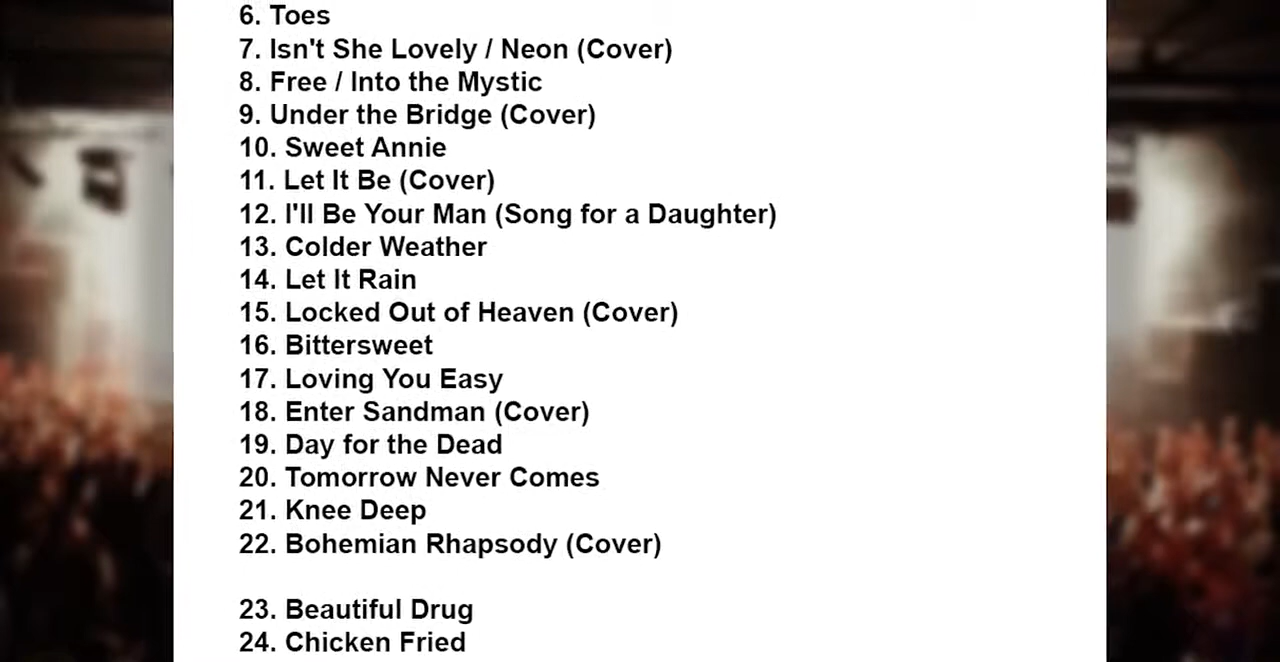 6. Toes
7. Isn't She Lovely / Neon (Cover)
8. Free / Into the Mystic
9. Under the Bridge (Cover)
10. Sweet Annie
11. Let It Be (Cover)
12. I'll Be Your Man (Song for a Daughter)
13. Colder Weather
14. Let It Rain
15. Locked Out of Heaven (Cover)
16. Bittersweet
17. Loving You Easy
18. Enter Sandman (Cover)
19. Day for the Dead
20. Tomorrow Never Comes
21. Knee Deep
22. Bohemian Rhapsody (Cover)
23. Beautiful Drug
24. Chicken Fried